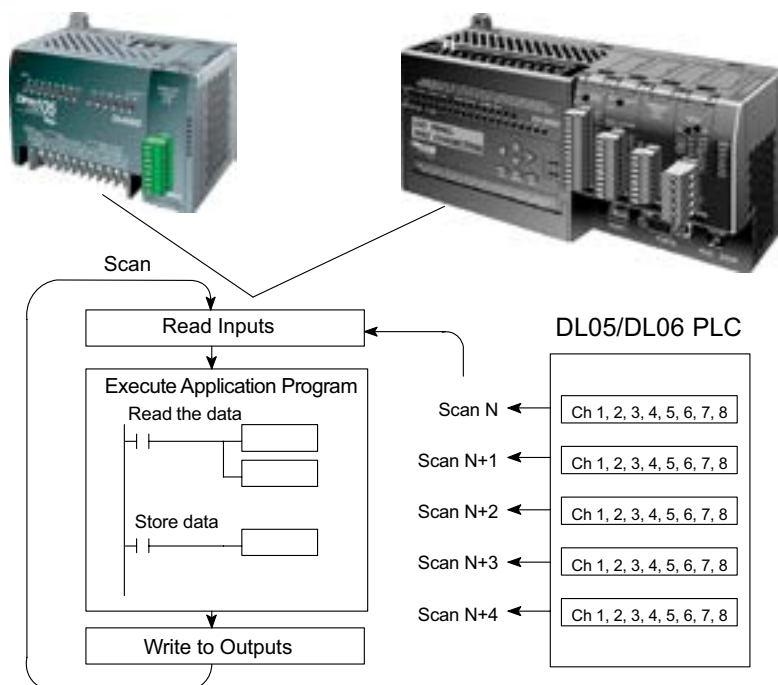 Scan
Read Inputs
Execute Application Program
Read the data
Store data
Write to Outputs
DL05/DL06 PLC
Scan N
Ch 1, 2, 3, 4, 5, 6, 7, 8
Scan N+1
Ch 1, 2, 3, 4, 5, 6, 7, 8
Scan N+2
Ch 1, 2, 3, 4, 5, 6, 7, 8
Scan N+3
Ch 1, 2, 3, 4, 5, 6, 7, 8
Scan N+4
Ch 1, 2, 3, 4, 5, 6, 7, 8